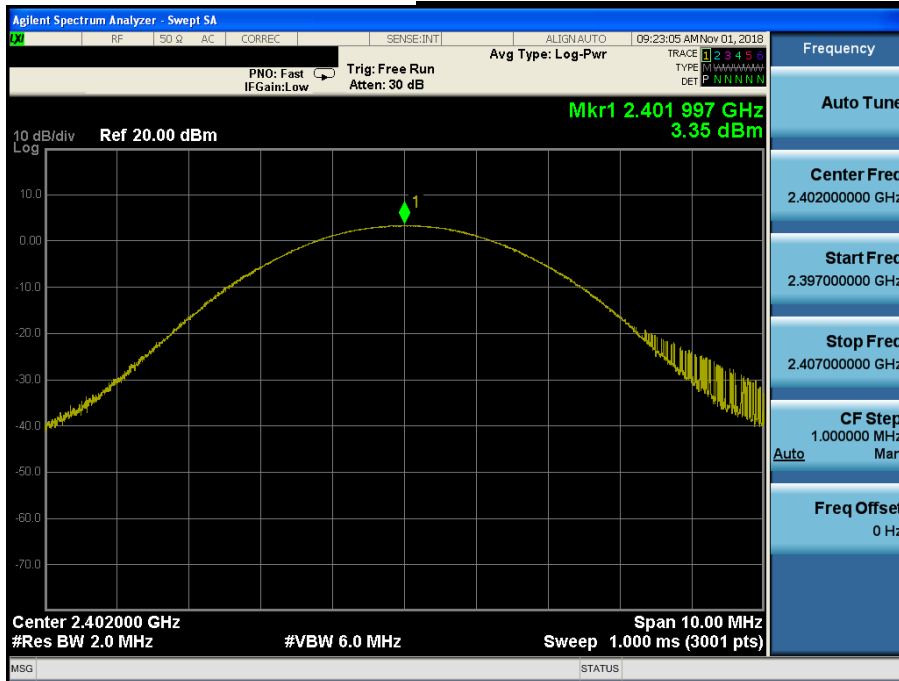 Agilent Spectrum Analyzer - Swept SA
LXI RF 50 Ω AC CORREC SENSE:INT ALIGN AUTO 09:23:05 AM Nov 01, 2018
Frequency
PNO: Fast
IFGain:Low
Trig: Free Run
Atten: 30 dB
Avg Type: Log-Pwr
TRACE 1 2 3 4 5 6
TYPE M WWWWW
DET P N N N N N
Mkr1 2.401 997 GHz
3.35 dBm
10 dB/div Ref 20.00 dBm
Log
10.0
0.00
-10.0
-20.0
-30.0
-40.0
-50.0
-60.0
-70.0
1
Center 2.402000 GHz Span 10.00 MHz
#Res BW 2.0 MHz #VBW 6.0 MHz Sweep 1.000 ms (3001 pts)
MSG STATUS
Auto Tune
Center Freq
2.402000000 GHz
Start Freq
2.397000000 GHz
Stop Freq
2.407000000 GHz
CF Step
1.000000 MHz
Auto Man
Freq Offset
0 Hz